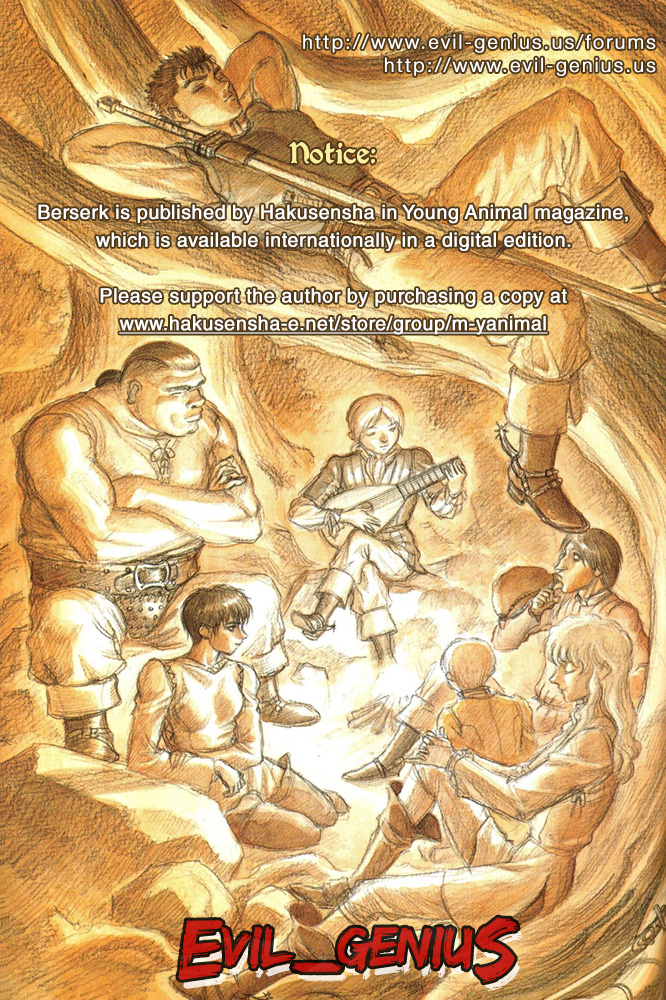 http://www.evil-genius.us/forums
http://www.evil-genius.us
Notice:
Berserk is published by Hakusensha in Young Animal magazine,
which is available internationally in a digital edition.
Please support the author by purchasing a copy at
www.hakusensha-e.net/store/group/m-yanimal
EVIL_GENIUS